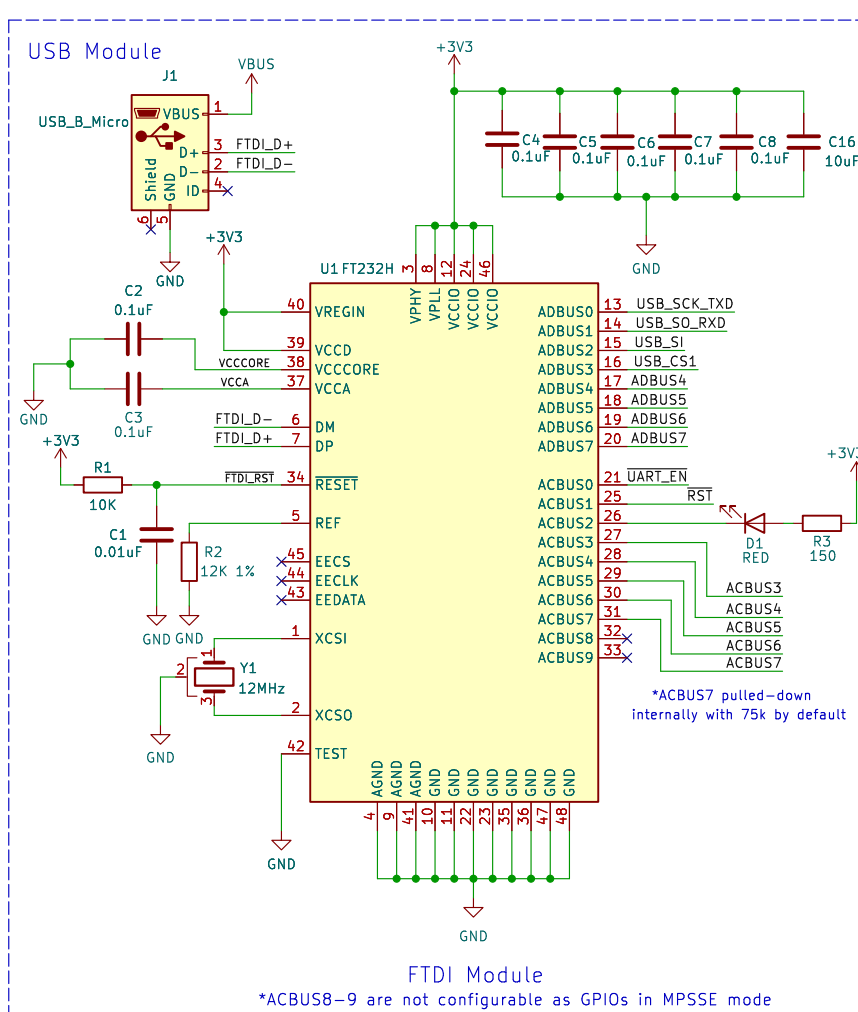 USB Module
J1
VBUS
+3V3
USB_B_Micro
VBUS 1
D+ 3 FTDI_D+
D- 2 FTDI_D-
ID 4
Shield 6
GND 5
GND
C4 0.1uF
C5 0.1uF
C6 0.1uF
C7 0.1uF
C8 0.1uF
C16 10uF
GND
+3V3
U1 FT232H
3 VPHY
8 VPLL
12 VCCIO
24 VCCIO
46 VCCIO
C2
0.1uF
C3
0.1uF
GND
40 VREGIN
39 VCCD
VCCCORE 38 VCCCORE
VCCA 37 VCCA
FTDI_D- 6 DM
FTDI_D+ 7 DP
+3V3
R1
10K
FTDI_RST 34 RESET
5 REF
C1
0.01uF
R2
12K 1%
GND
GND
45 EECS
44 EECLK
43 EEDATA
1 XCSI
1
2
3
Y1
12MHz
GND
2 XCSO
42 TEST
GND
ADBUS0 13 USB_SCK_TXD
ADBUS1 14 USB_SO_RXD
ADBUS2 15 USB_SI
ADBUS3 16 USB_CS1
ADBUS4 17 ADBUS4
ADBUS5 18 ADBUS5
ADBUS6 19 ADBUS6
ADBUS7 20 ADBUS7
ACBUS0 21 UART_EN
ACBUS1 25 RST
ACBUS2 26
ACBUS3 27
ACBUS4 28
ACBUS5 29
ACBUS6 30
ACBUS7 31
ACBUS8 32
ACBUS9 33
+3V3
D1
RED
R3
150
ACBUS3
ACBUS4
ACBUS5
ACBUS6
ACBUS7
*ACBUS7 pulled-down
internally with 75k by default
AGND 4
AGND 9
AGND 41
GND 10
GND 11
GND 22
GND 23
GND 35
GND 36
GND 47
GND 48
GND
FTDI Module
*ACBUS8-9 are not configurable as GPIOs in MPSSE mode